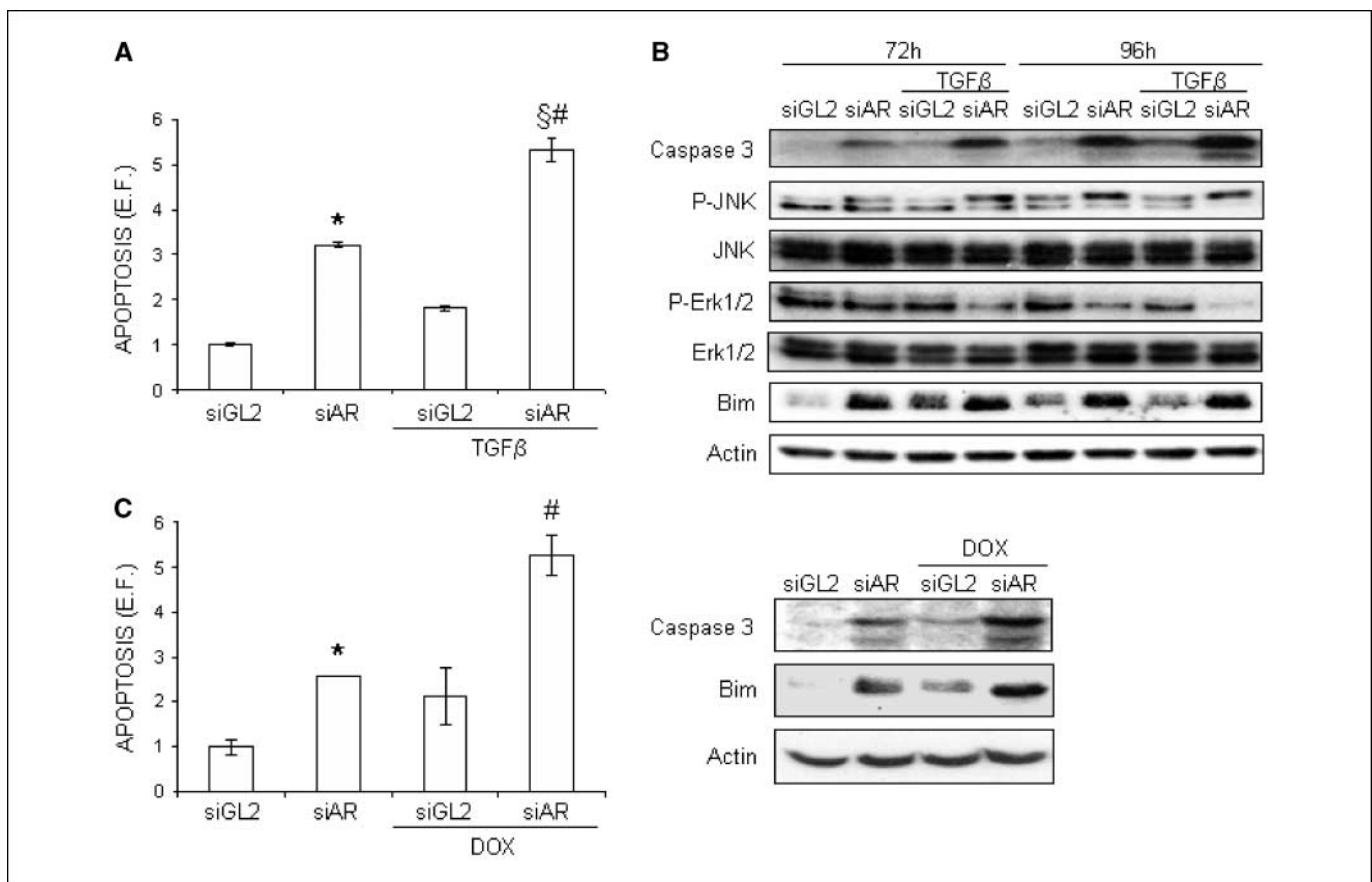 A
APOPTOSIS (E.F.)
6
5
4
3
2
1
0
*
§#
siGL2 siAR siGL2 siAR
TGFβ
B
72h 96h
TGFβ TGFβ
siGL2 siAR siGL2 siAR siGL2 siAR siGL2 siAR
Caspase 3
P-JNK
JNK
P-Erk1/2
Erk1/2
Bim
Actin
C
APOPTOSIS (E.F.)
6
5
4
3
2
1
0
*
#
siGL2 siAR siGL2 siAR
DOX
DOX
siGL2 siAR siGL2 siAR
Caspase 3
Bim
Actin